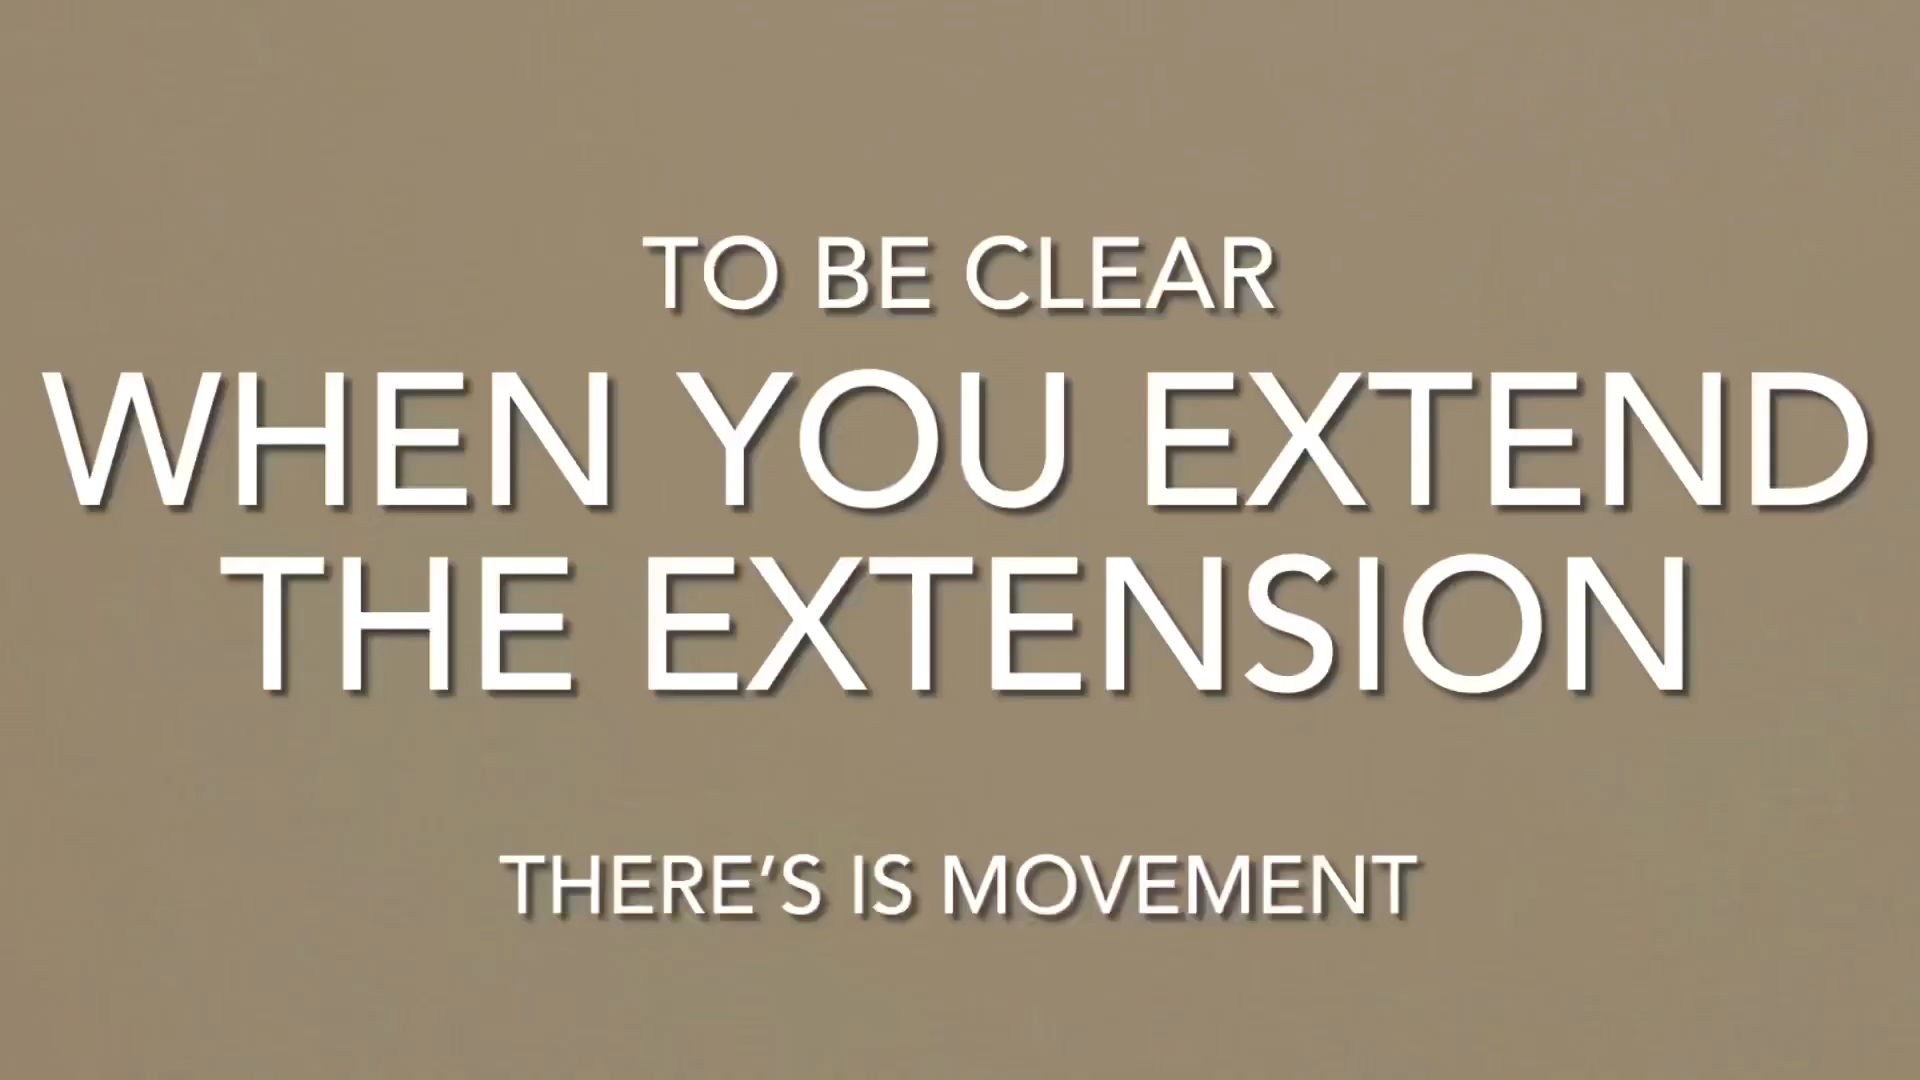 TO BE CLEAR
WHEN YOU EXTEND
THE EXTENSION
THERE’S IS MOVEMENT